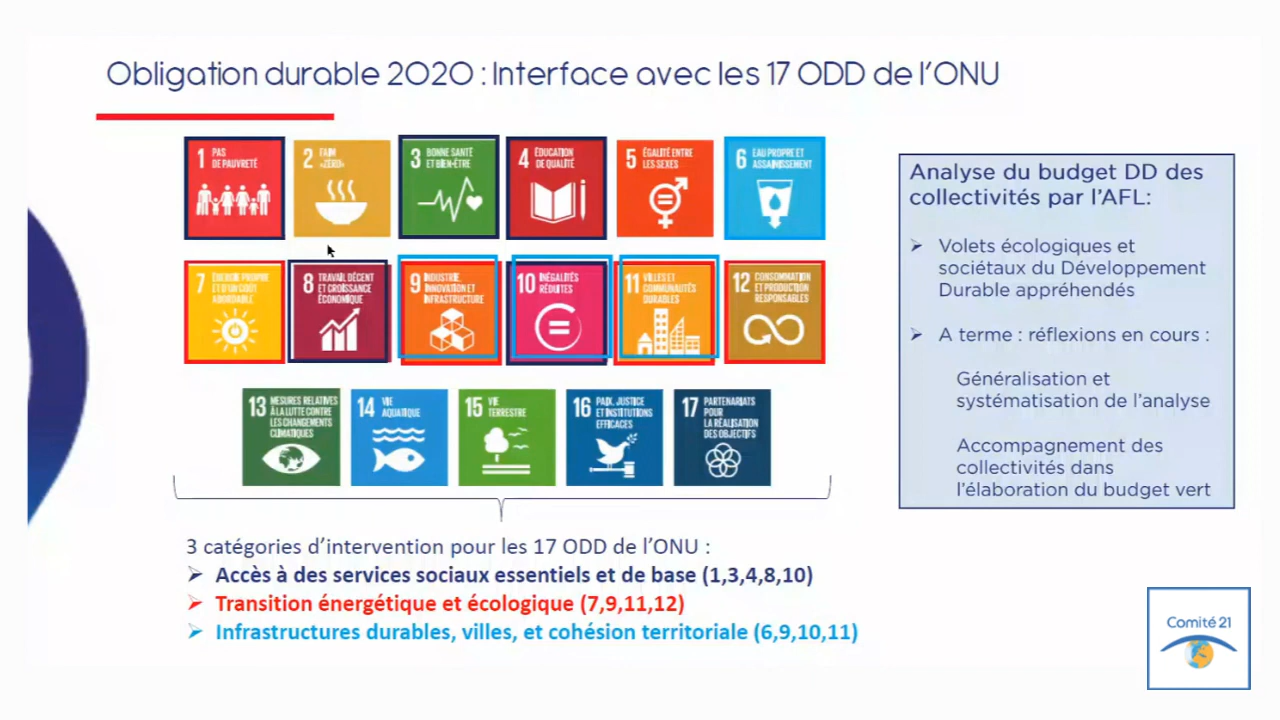 Obligation durable 2020 : Interface avec les 17 ODD de l'ONU
1 PAS
DE PAUVRETÉ
2 FAIM
«ZÉRO»
3 BONNE SANTÉ
ET BIEN-ÊTRE
4 ÉDUCATION
DE QUALITÉ
5 ÉGALITÉ ENTRE
LES SEXES
6 EAU PROPRE ET
ASSAINISSEMENT
7 ÉNERGIE PROPRE
ET D'UN COÛT
ABORDABLE
8 TRAVAIL DÉCENT
ET CROISSANCE
ÉCONOMIQUE
9 INDUSTRIE,
INNOVATION ET
INFRASTRUCTURE
10 INÉGALITÉS
RÉDUITES
11 VILLES ET
COMMUNAUTÉS
DURABLES
12 CONSOMMATION
ET PRODUCTION
RESPONSABLES
13 MESURES RELATIVES
À LA LUTTE CONTRE
LES CHANGEMENTS
CLIMATIQUES
14 VIE
AQUATIQUE
15 VIE
TERRESTRE
16 PAIX, JUSTICE
ET INSTITUTIONS
EFFICACES
17 PARTENARIATS
POUR
LA RÉALISATION
DES OBJECTIFS
3 catégories d'intervention pour les 17 ODD de l'ONU :
➢ Accès à des services sociaux essentiels et de base (1,3,4,8,10)
➢ Transition énergétique et écologique (7,9,11,12)
➢ Infrastructures durables, villes, et cohésion territoriale (6,9,10,11)
Analyse du budget DD des
collectivités par l'AFL:
➢ Volets écologiques et
sociétaux du Développement
Durable appréhendés
➢ A terme : réflexions en cours :
Généralisation et
systématisation de l'analyse
Accompagnement des
collectivités dans
l'élaboration du budget vert
Comité 21